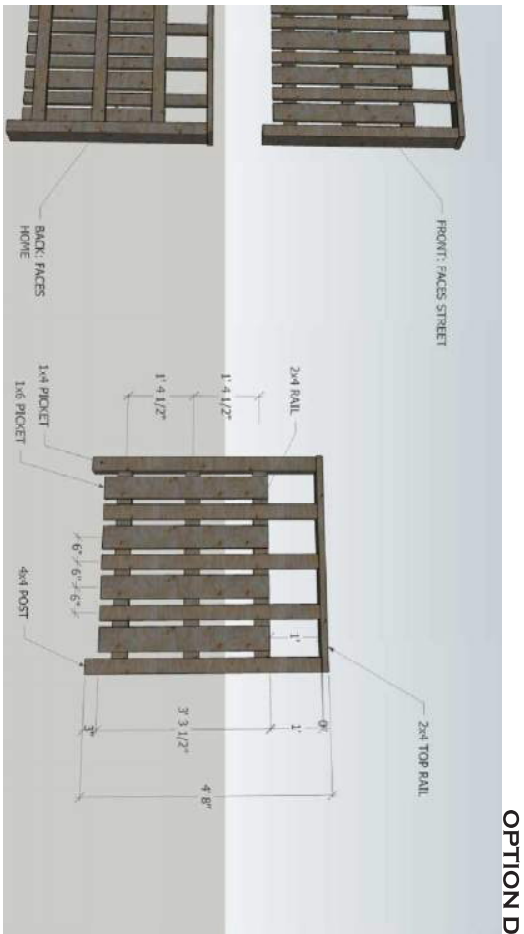 OPTION D
FRONT: FACES STREET
BACK: FACES
HOME
2x4 TOP RAIL
2x4 RAIL
1' 4 1/2"
1' 4 1/2"
1x4 PICKET
1x6 PICKET
6"
6"
6"
4x4 POST
1'
0"
1'
3' 3 1/2"
3"
4' 8"